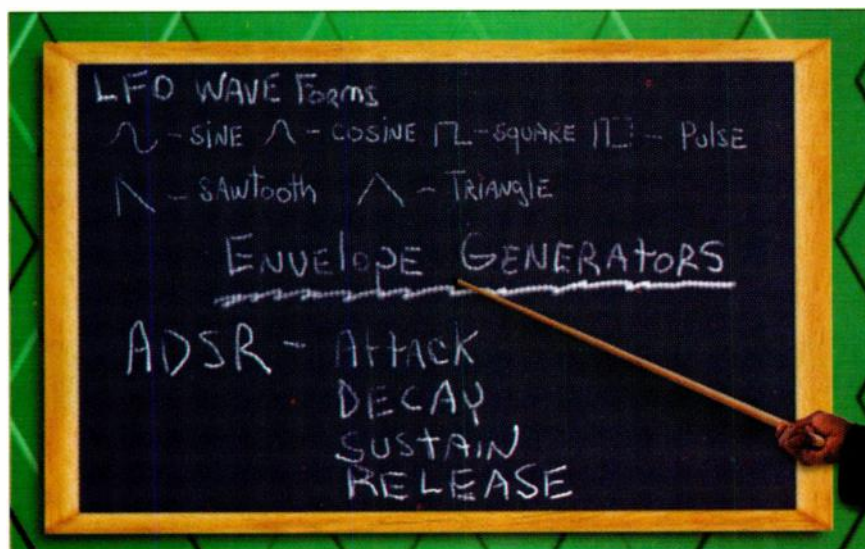 LFO WAVE Forms
- SINE - COSINE - SQUARE - Pulse
- SAWtooth - TRIANGLE
ENVElopE GENERAtoRS
ADSR - AttACK
DECAY
SUStAIN
RELEASE